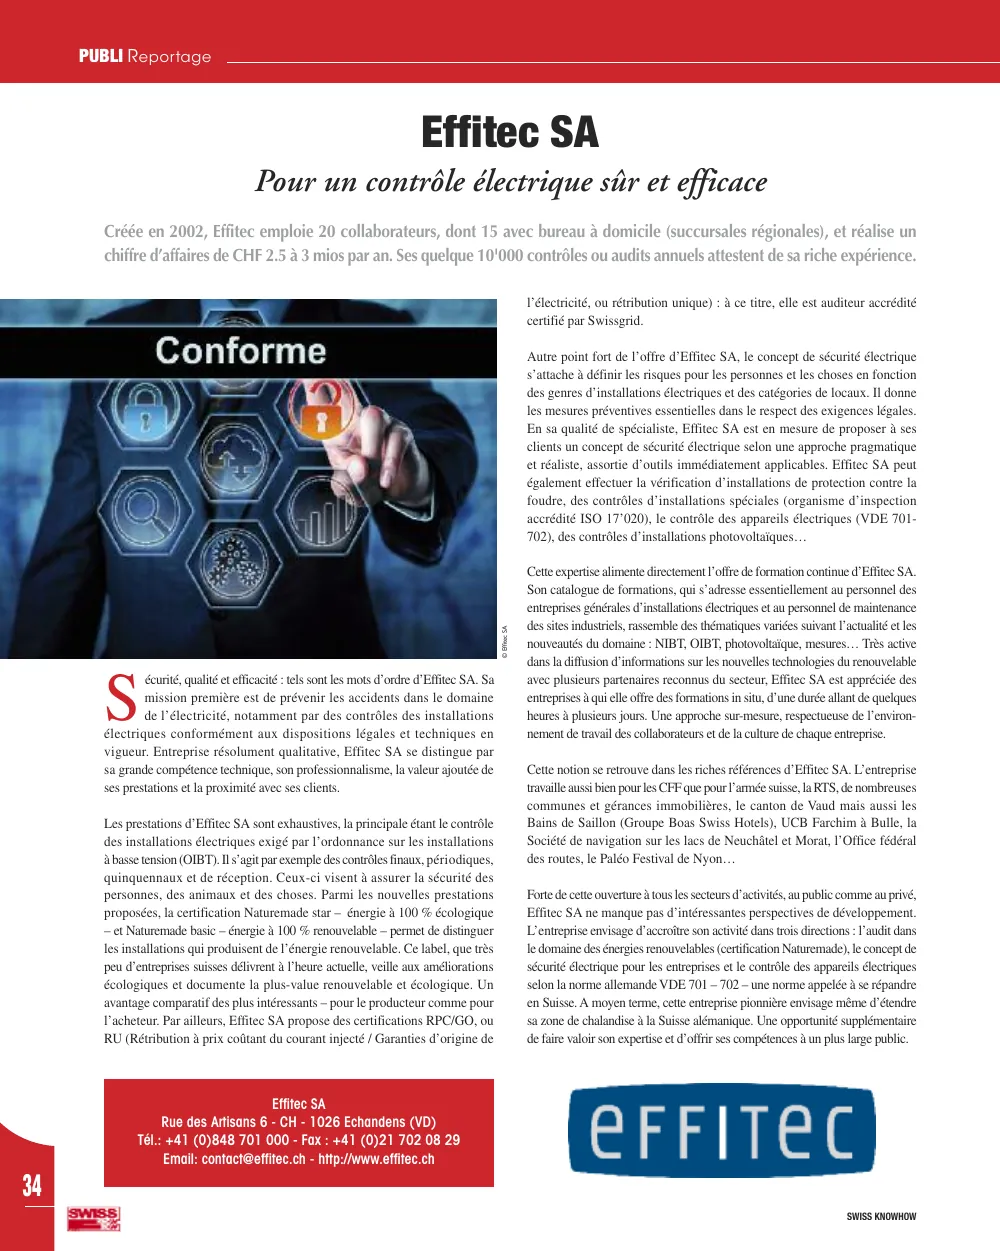 PUBLI Reportage
Effitec SA
Pour un contrôle électrique sûr et efficace
Créée en 2002, Effitec emploie 20 collaborateurs, dont 15 avec bureau à domicile (succursales régionales), et réalise un
chiffre d’affaires de CHF 2.5 à 3 mios par an. Ses quelque 10'000 contrôles ou audits annuels attestent de sa riche expérience.
Conforme
© Effitec SA
Sécurité, qualité et efficacité : tels sont les mots d’ordre d’Effitec SA. Sa
mission première est de prévenir les accidents dans le domaine
de l’électricité, notamment par des contrôles des installations
électriques conformément aux dispositions légales et techniques en
vigueur. Entreprise résolument qualitative, Effitec SA se distingue par
sa grande compétence technique, son professionnalisme, la valeur ajoutée de
ses prestations et la proximité avec ses clients.
Les prestations d’Effitec SA sont exhaustives, la principale étant le contrôle
des installations électriques exigé par l’ordonnance sur les installations
à basse tension (OIBT). Il s’agit par exemple des contrôles finaux, périodiques,
quinquennaux et de réception. Ceux-ci visent à assurer la sécurité des
personnes, des animaux et des choses. Parmi les nouvelles prestations
proposées, la certification Naturemade star – énergie à 100 % écologique
– et Naturemade basic – énergie à 100 % renouvelable – permet de distinguer
les installations qui produisent de l’énergie renouvelable. Ce label, que très
peu d’entreprises suisses délivrent à l’heure actuelle, veille aux améliorations
écologiques et documente la plus-value renouvelable et écologique. Un
avantage comparatif des plus intéressants – pour le producteur comme pour
l’acheteur. Par ailleurs, Effitec SA propose des certifications RPC/GO, ou
RU (Rétribution à prix coûtant du courant injecté / Garanties d’origine de
l’électricité, ou rétribution unique) : à ce titre, elle est auditeur accrédité
certifié par Swissgrid.
Autre point fort de l’offre d’Effitec SA, le concept de sécurité électrique
s’attache à définir les risques pour les personnes et les choses en fonction
des genres d’installations électriques et des catégories de locaux. Il donne
les mesures préventives essentielles dans le respect des exigences légales.
En sa qualité de spécialiste, Effitec SA est en mesure de proposer à ses
clients un concept de sécurité électrique selon une approche pragmatique
et réaliste, assortie d’outils immédiatement applicables. Effitec SA peut
également effectuer la vérification d’installations de protection contre la
foudre, des contrôles d’installations spéciales (organisme d’inspection
accrédité ISO 17’020), le contrôle des appareils électriques (VDE 701-
702), des contrôles d’installations photovoltaïques…
Cette expertise alimente directement l’offre de formation continue d’Effitec SA.
Son catalogue de formations, qui s’adresse essentiellement au personnel des
entreprises générales d’installations électriques et au personnel de maintenance
des sites industriels, rassemble des thématiques variées suivant l’actualité et les
nouveautés du domaine : NIBT, OIBT, photovoltaïque, mesures… Très active
dans la diffusion d’informations sur les nouvelles technologies du renouvelable
avec plusieurs partenaires reconnus du secteur, Effitec SA est appréciée des
entreprises à qui elle offre des formations in situ, d’une durée allant de quelques
heures à plusieurs jours. Une approche sur-mesure, respectueuse de l’environ-
nement de travail des collaborateurs et de la culture de chaque entreprise.
Cette notion se retrouve dans les riches références d’Effitec SA. L’entreprise
travaille aussi bien pour les CFF que pour l’armée suisse, la RTS, de nombreuses
communes et gérances immobilières, le canton de Vaud mais aussi les
Bains de Saillon (Groupe Boas Swiss Hotels), UCB Farchim à Bulle, la
Société de navigation sur les lacs de Neuchâtel et Morat, l’Office fédéral
des routes, le Paléo Festival de Nyon…
Forte de cette ouverture à tous les secteurs d’activités, au public comme au privé,
Effitec SA ne manque pas d’intéressantes perspectives de développement.
L’entreprise envisage d’accroître son activité dans trois directions : l’audit dans
le domaine des énergies renouvelables (certification Naturemade), le concept de
sécurité électrique pour les entreprises et le contrôle des appareils électriques
selon la norme allemande VDE 701 – 702 – une norme appelée à se répandre
en Suisse. A moyen terme, cette entreprise pionnière envisage même d’étendre
sa zone de chalandise à la Suisse alémanique. Une opportunité supplémentaire
de faire valoir son expertise et d’offrir ses compétences à un plus large public.
Effitec SA
Rue des Artisans 6 - CH - 1026 Echandens (VD)
Tél.: +41 (0)848 701 000 - Fax : +41 (0)21 702 08 29
Email: contact@effitec.ch - http://www.effitec.ch
EFFITEC
34
SWISS
SWISS KNOWHOW